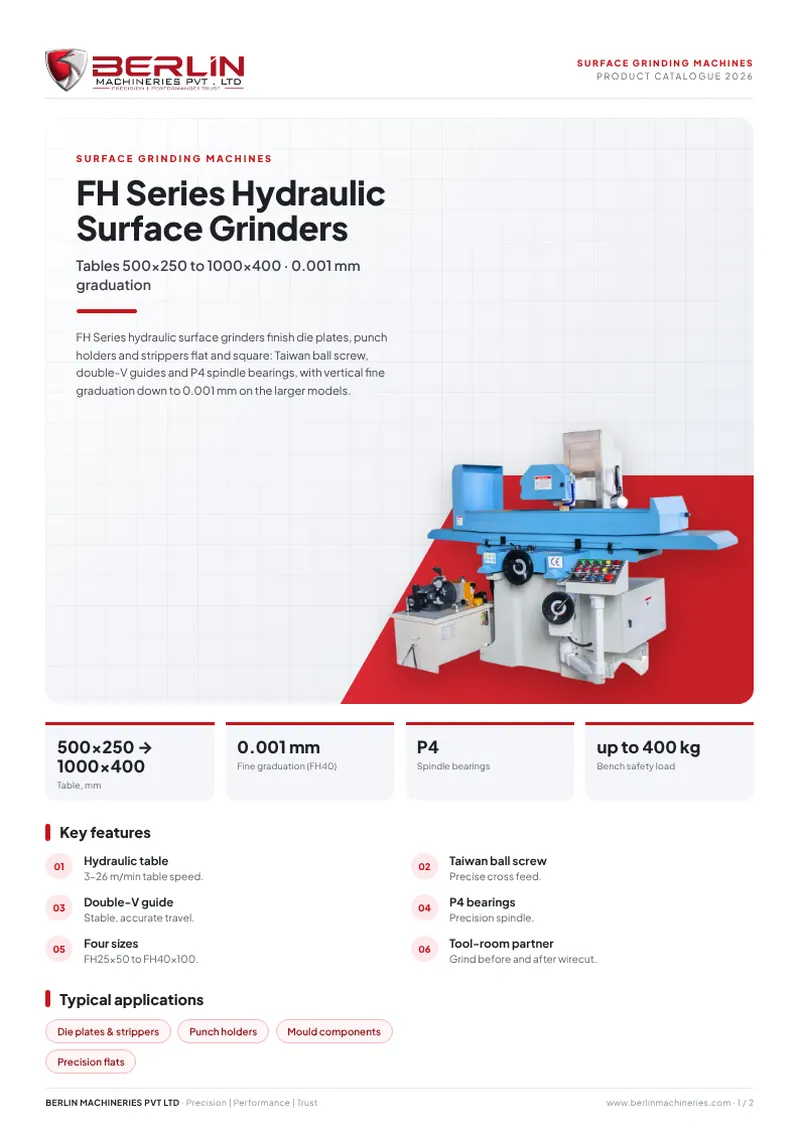 BERLIN
MACHINERIES PVT . LTD
SURFACE GRINDING MACHINES
PRODUCT CATALOGUE 2026
SURFACE GRINDING MACHINES
FH Series Hydraulic
Surface Grinders
Tables 500×250 to 1000×400 · 0.001 mm
graduation
FH Series hydraulic surface grinders finish die plates, punch
holders and strippers flat and square: Taiwan ball screw,
double-V guides and P4 spindle bearings, with vertical fine
graduation down to 0.001 mm on the larger models.
CE
500×250 →
1000×400
Table, mm
0.001 mm
Fine graduation (FH40)
P4
Spindle bearings
up to 400 kg
Bench safety load
Key features
01
Hydraulic table
3–26 m/min table speed.
02
Taiwan ball screw
Precise cross feed.
03
Double-V guide
Stable, accurate travel.
04
P4 bearings
Precision spindle.
05
Four sizes
FH25×50 to FH40×100.
06
Tool-room partner
Grind before and after wirecut.
Typical applications
Die plates & strippers
Punch holders
Mould components
Precision flats
BERLIN MACHINERIES PVT LTD · Precision | Performance | Trust
www.berlinmachineries.com · 1 / 2